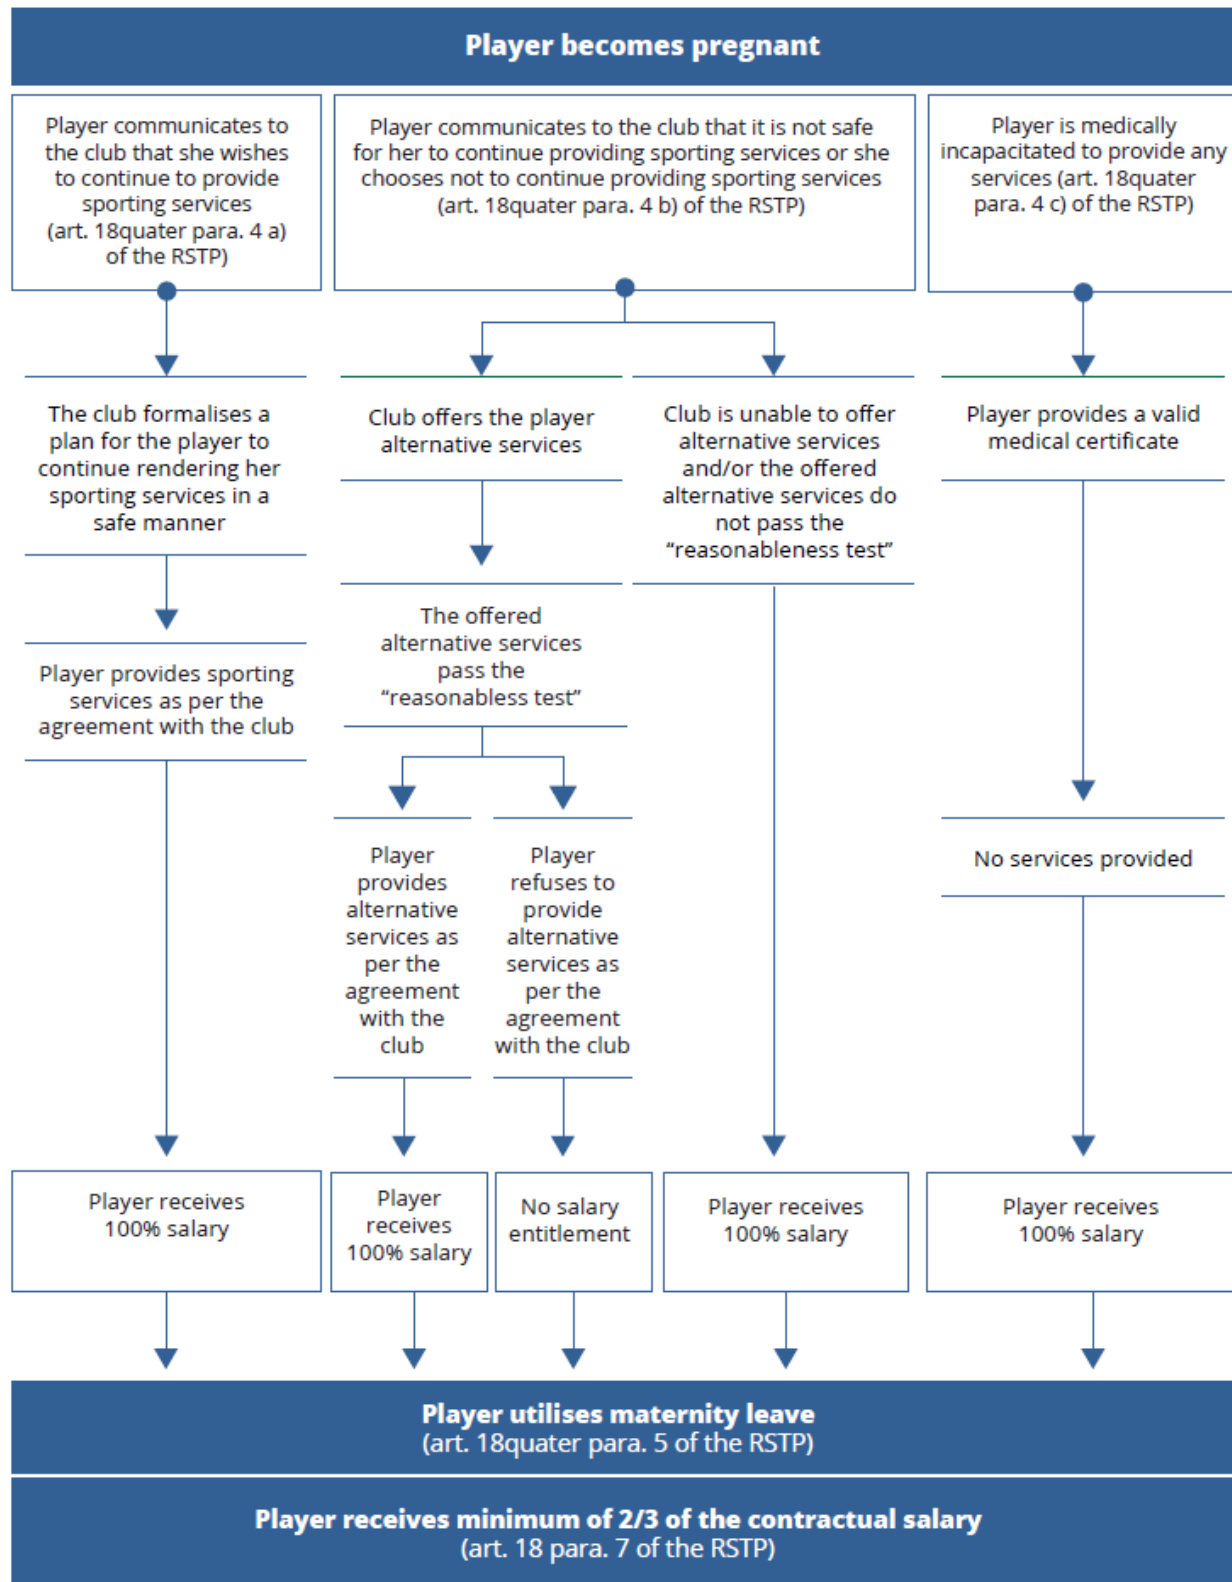 Player becomes pregnant
Player communicates to
the club that she wishes
to continue to provide
sporting services
(art. 18quater para. 4 a)
of the RSTP)
Player communicates to the club that it is not safe
for her to continue providing sporting services or she
chooses not to continue providing sporting services
(art. 18quater para. 4 b) of the RSTP)
Player is medically
incapacitated to provide any
services (art. 18quater
para. 4 c) of the RSTP)
The club formalises a
plan for the player to
continue rendering her
sporting services in a
safe manner
Club offers the player
alternative services
Club is unable to offer
alternative services
and/or the offered
alternative services do
not pass the
“reasonableness test”
Player provides a valid
medical certificate
The offered
alternative services
pass the
“reasonabless test”
Player provides sporting
services as per the
agreement with the club
Player
provides
alternative
services as
per the
agreement
with the
club
Player
refuses to
provide
alternative
services as
per the
agreement
with the club
No services provided
Player receives
100% salary
Player
receives
100% salary
No salary
entitlement
Player receives
100% salary
Player receives
100% salary
Player utilises maternity leave
(art. 18quater para. 5 of the RSTP)
Player receives minimum of 2/3 of the contractual salary
(art. 18 para. 7 of the RSTP)